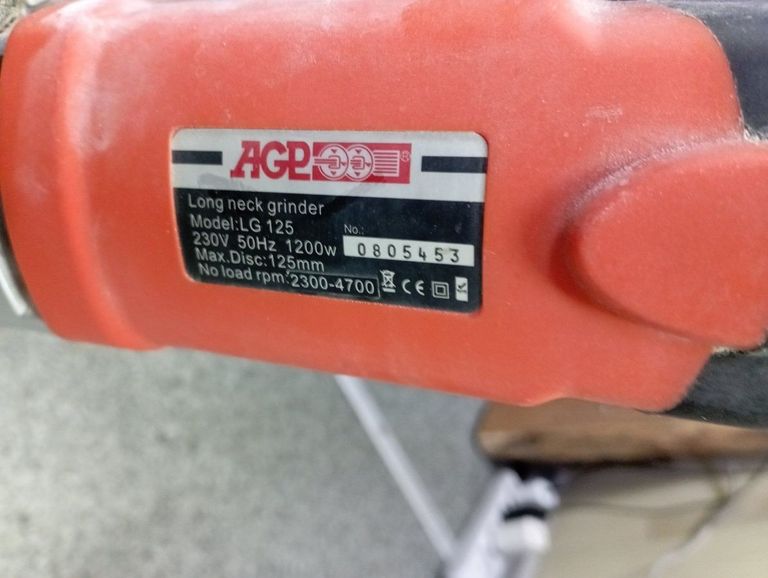 AGP®
Long neck grinder
Model:LG 125
No.:
230V 50Hz 1200w
0805453
Max.Disc:125mm
No load rpm:2300-4700
CE